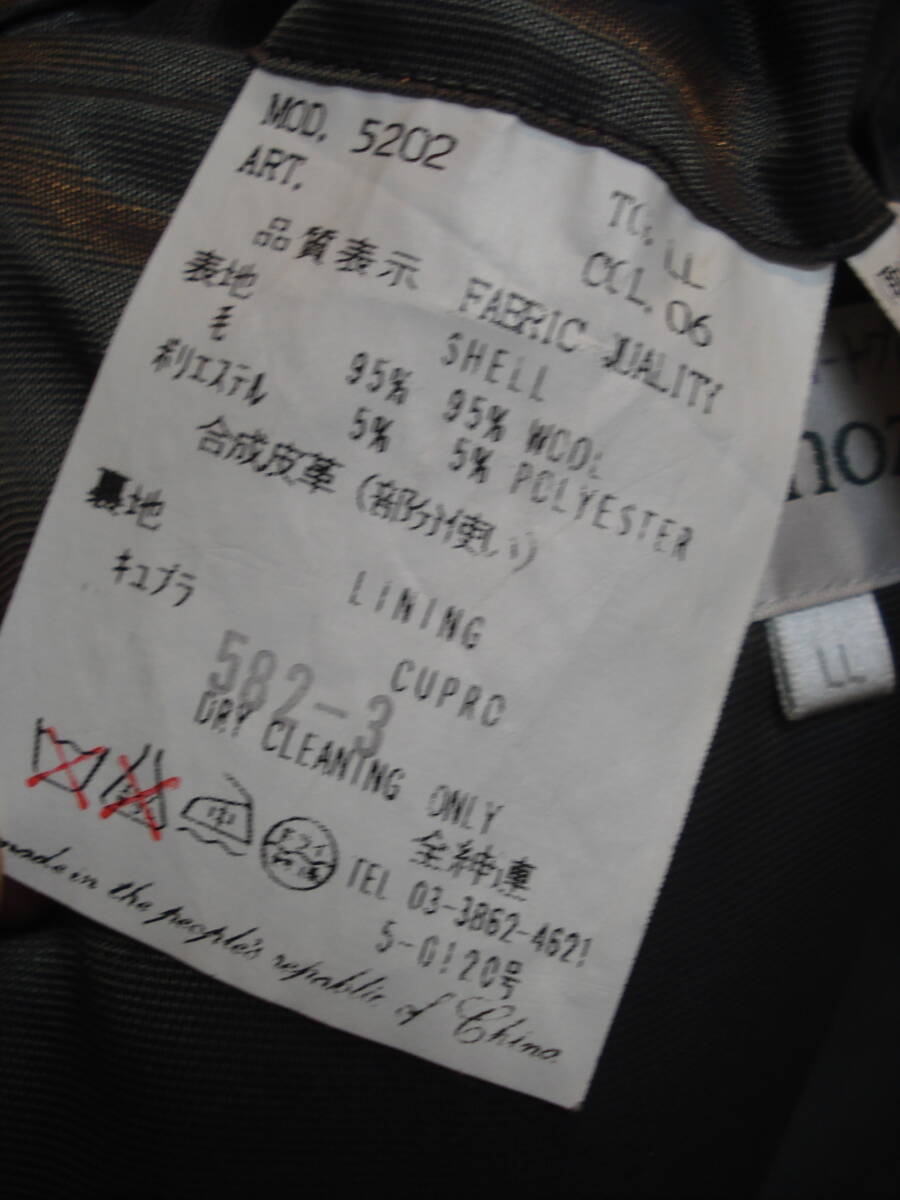 MOD. 5202
ART.
TG. LL
COL. 06
品質表示 FABRIC QUALITY
表地 SHELL
毛 95% 95% WOOL
ポリエステル 5% 5% POLYESTER
合成皮革(部分使い)
裏地 LINING
キュプラ CUPRO
582-3
DRY CLEANING ONLY
中
全紳連
TEL 03-3862-4621
5-0120号
made in the people's republic of China
LL